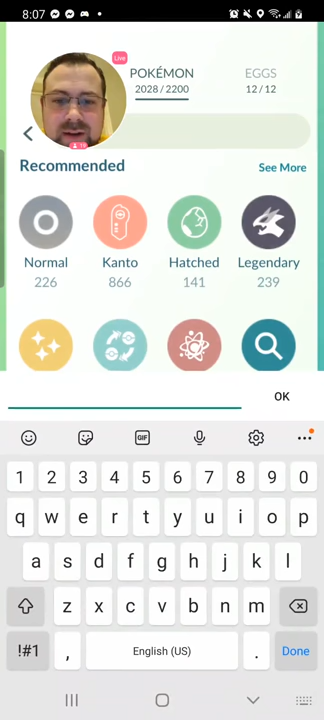 8:07
Live
POKÉMON
EGGS
2028 / 2200
12 / 12
Recommended
See More
Normal
Kanto
Hatched
Legendary
226
866
141
239
OK
GIF
1 2 3 4 5 6 7 8 9 0
q w e r t y u i o p
a s d f g h j k l
z x c v b n m
!#1 , English (US) . Done